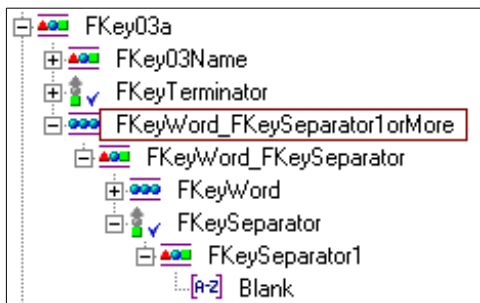 FKey03a
FKey03Name
FKeyTerminator
FKeyWord_FKeySeparator1orMore
FKeyWord_FKeySeparator
FKeyWord
FKeySeparator
FKeySeparator1
[A-Z] Blank